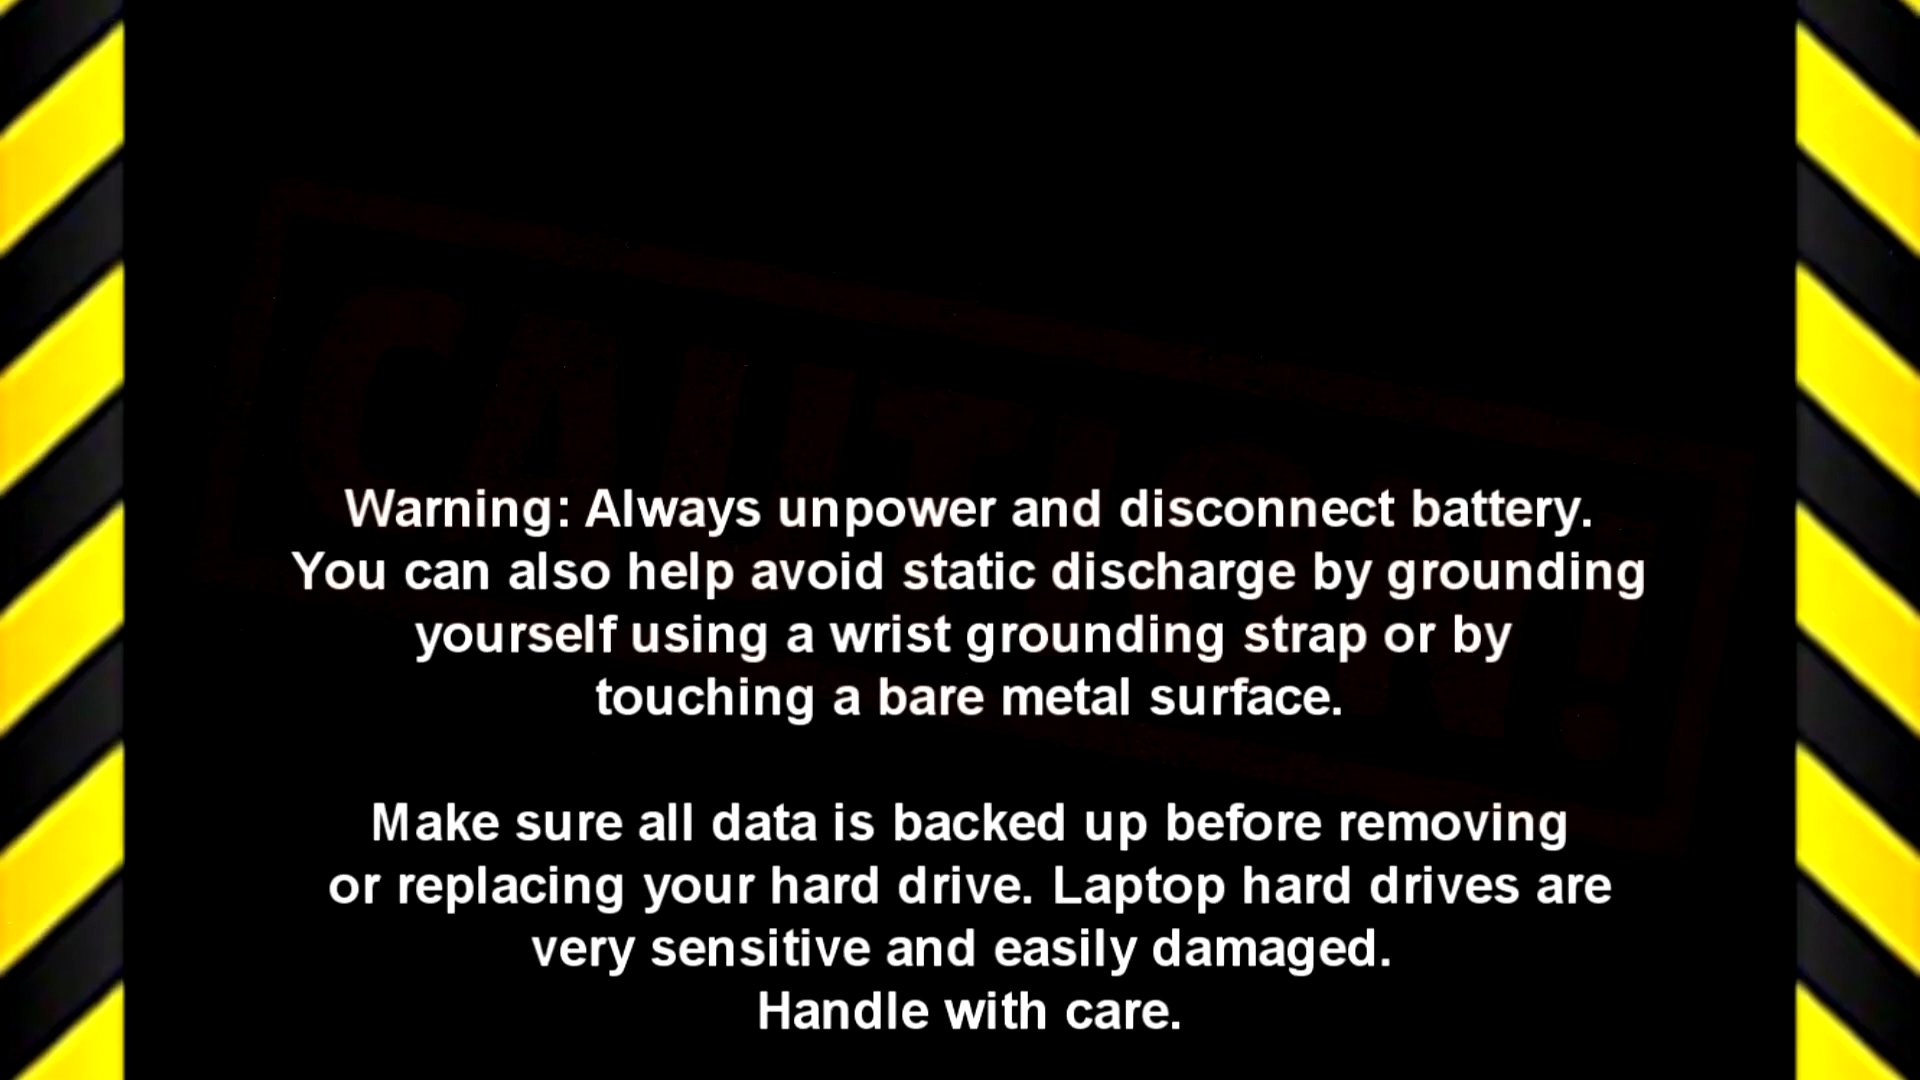 CAUTION!
Warning: Always unpower and disconnect battery.
You can also help avoid static discharge by grounding
yourself using a wrist grounding strap or by
touching a bare metal surface.
Make sure all data is backed up before removing
or replacing your hard drive. Laptop hard drives are
very sensitive and easily damaged.
Handle with care.